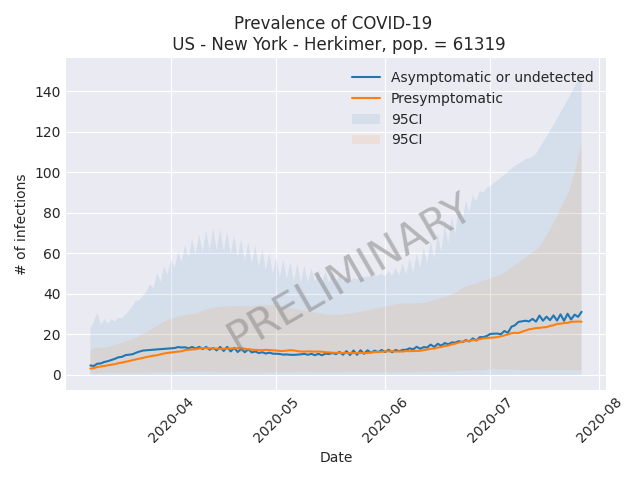 Prevalence of COVID-19
US - New York - Herkimer, pop. = 61319
Asymptomatic or undetected
Presymptomatic
95CI
95CI
PRELIMINARY
# of infections
140
120
100
80
60
40
20
0
2020-04
2020-05
2020-06
2020-07
2020-08
Date